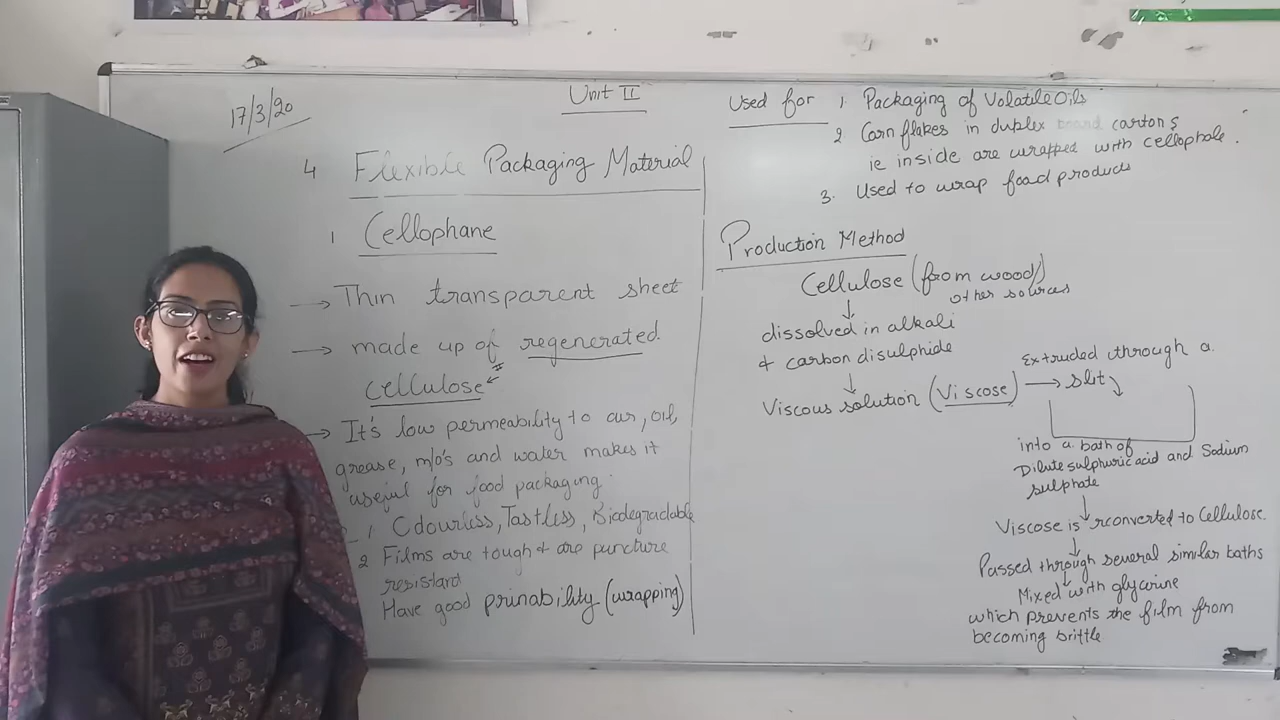 17/3/20
Unit II
4 Flexible Packaging Material
1 Cellophane
→ Thin transparent sheet
→ made up of regenerated
cellulose
→ It's low permeability to air, oil,
grease, m/o's and water makes it
useful for food packaging.
1 Odourless, Tastless, Biodegradable
2 Films are tough & are puncture
resistant
Have good prinability (wrapping)
Used for 1. Packaging of Volatile Oils
2 Corn flakes in duplex board cartons
ie inside are wrapped with cellophole.
3. Used to wrap food products
Production Method
Cellulose (from wood)
other sources
↓
dissolved in alkali
& carbon disulphide
↓
Viscous solution (Viscose) → Extruded through a
slit
into a bath of
Dilute sulphuric acid and Sodium
sulphate
↓
Viscose is rconverted to Cellulose.
↓
Passed through several similar baths
↓
Mixed with glycrine
which prevents the film from
becoming brittle